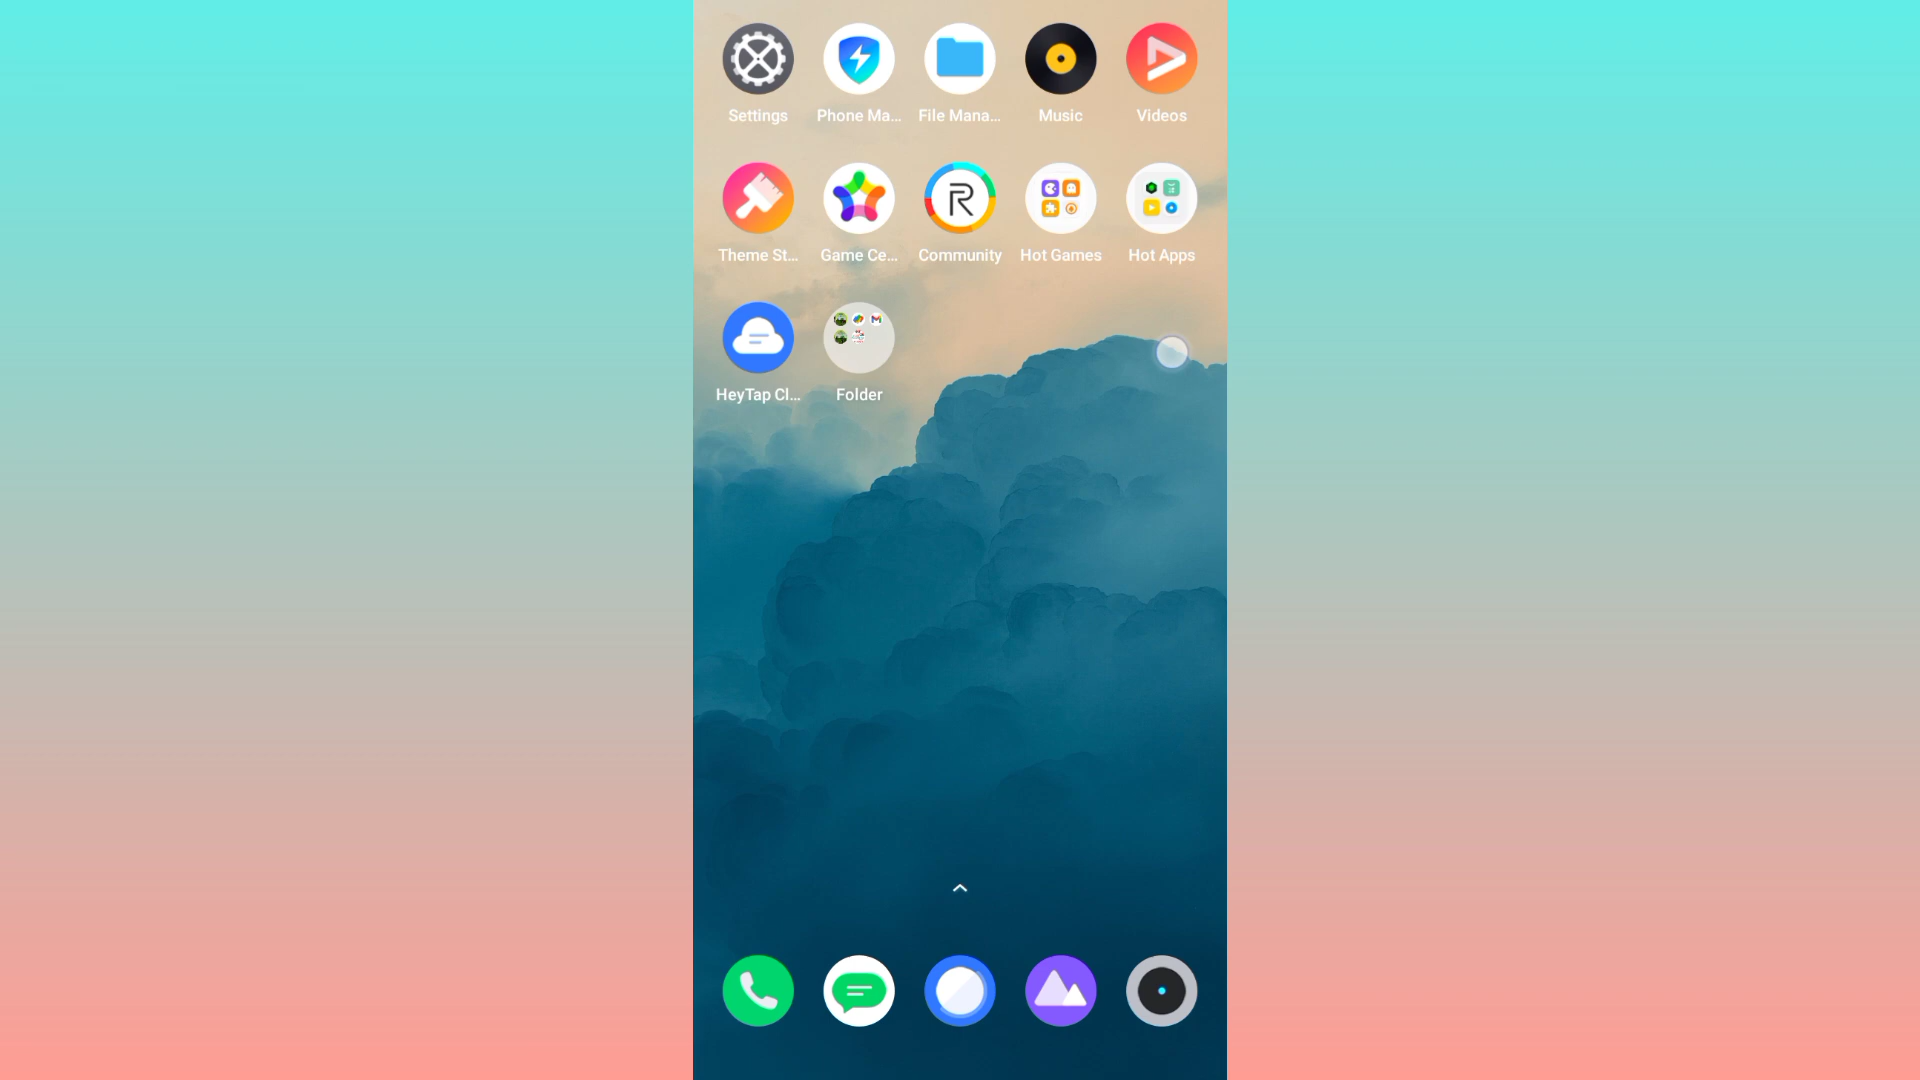 Settings
Phone Ma...
File Mana...
Music
Videos
Theme St...
Game Ce...
Community
Hot Games
Hot Apps
HeyTap Cl...
Folder